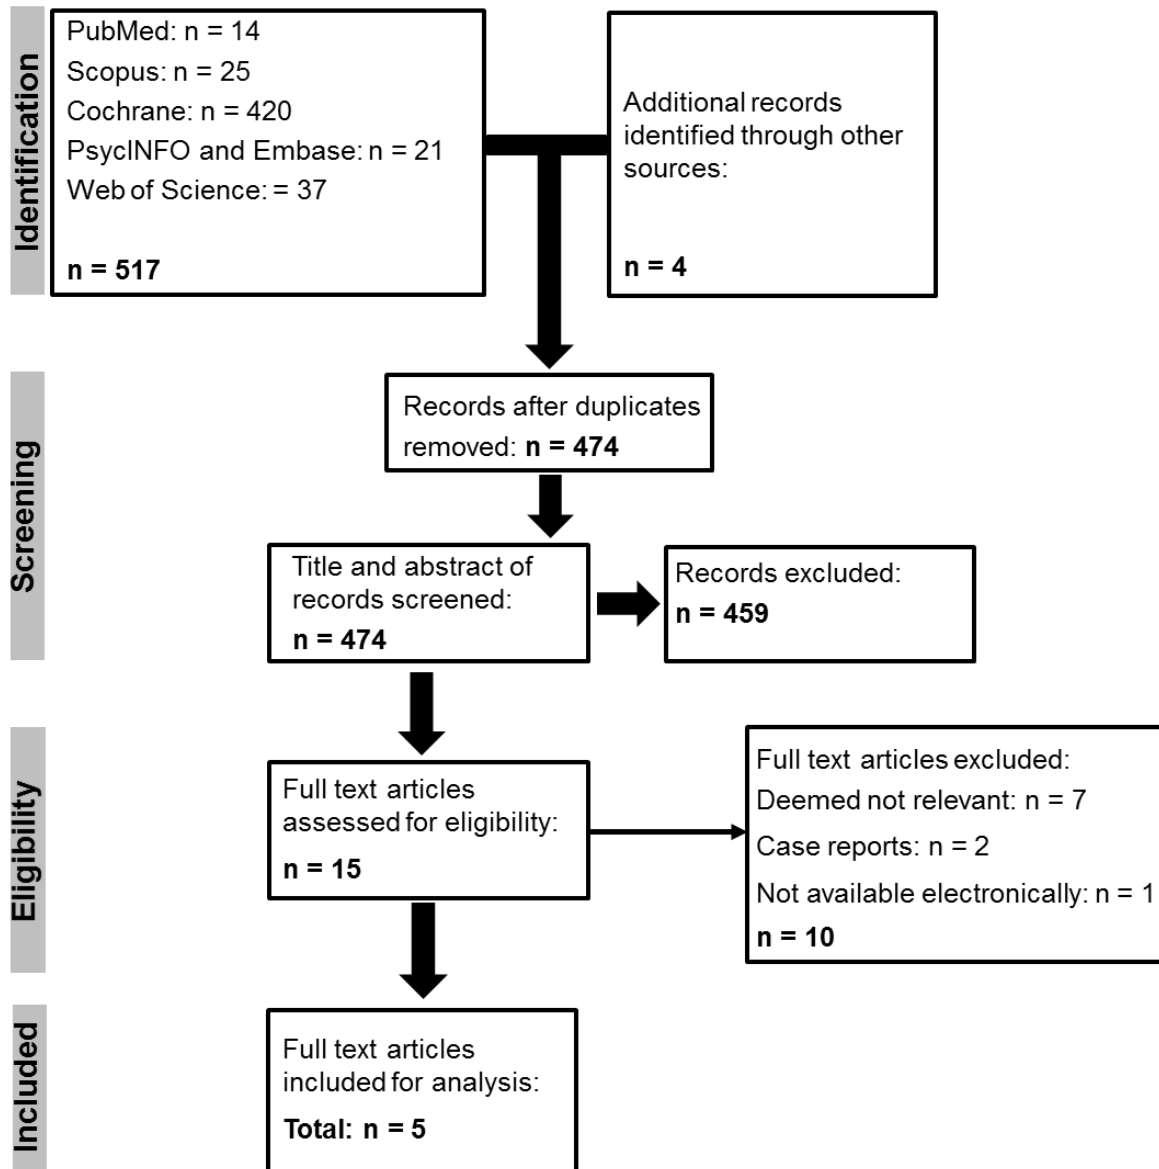 Identification
PubMed: n = 14
Scopus: n = 25
Cochrane: n = 420
PsycINFO and Embase: n = 21
Web of Science: = 37
n = 517
Additional records
identified through other
sources:
n = 4
Screening
Records after duplicates
removed: n = 474
Title and abstract of
records screened:
n = 474
Records excluded:
n = 459
Eligibility
Full text articles
assessed for eligibility:
n = 15
Full text articles excluded:
Deemed not relevant: n = 7
Case reports: n = 2
Not available electronically: n = 1
n = 10
Included
Full text articles
included for analysis:
Total: n = 5